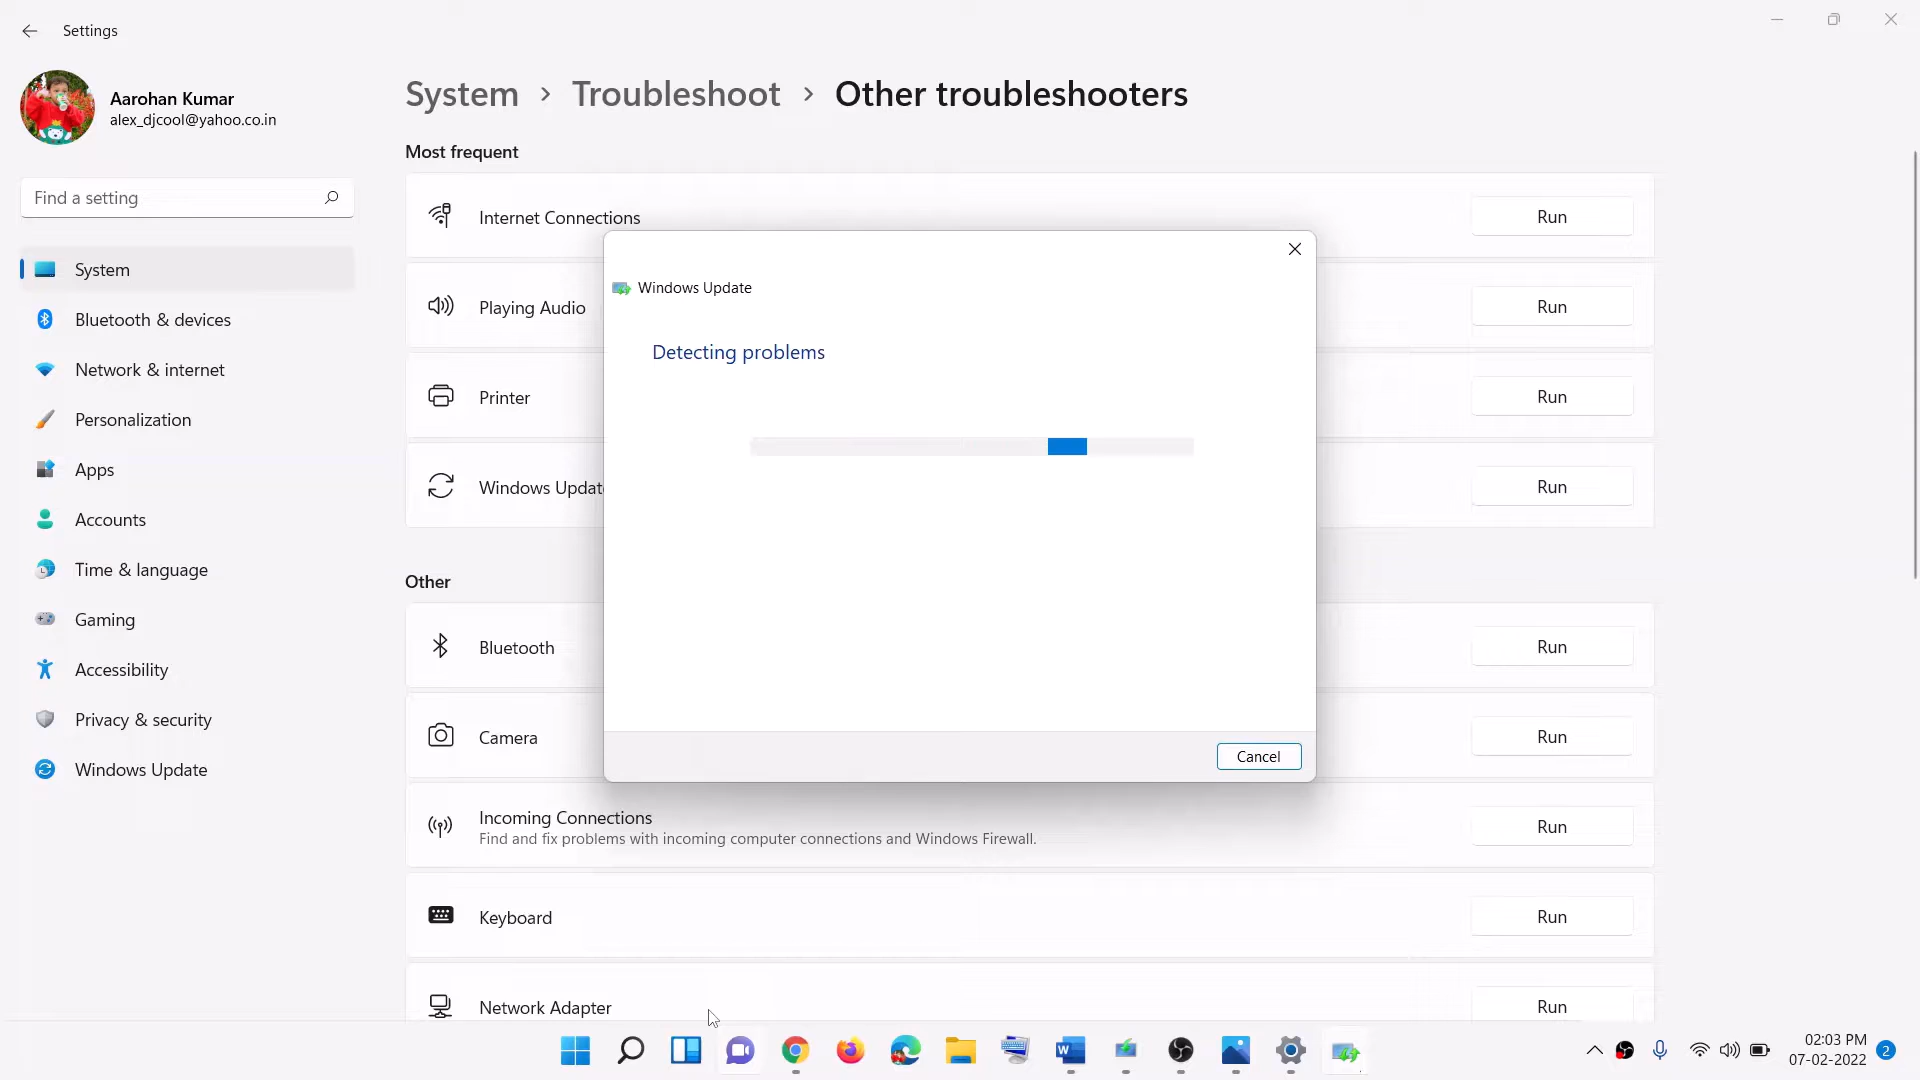 Settings
Aarohan Kumar
alex_djcool@yahoo.co.in
Find a setting
System
Bluetooth & devices
Network & internet
Personalization
Apps
Accounts
Time & language
Gaming
Accessibility
Privacy & security
Windows Update
System > Troubleshoot > Other troubleshooters
Most frequent
Internet Connections Run
Playing Audio Run
Printer Run
Windows Updat Run
Windows Update
Detecting problems
Cancel
Other
Bluetooth Run
Camera Run
Incoming Connections Run
Find and fix problems with incoming computer connections and Windows Firewall.
Keyboard Run
Network Adapter Run
02:03 PM
07-02-2022
2